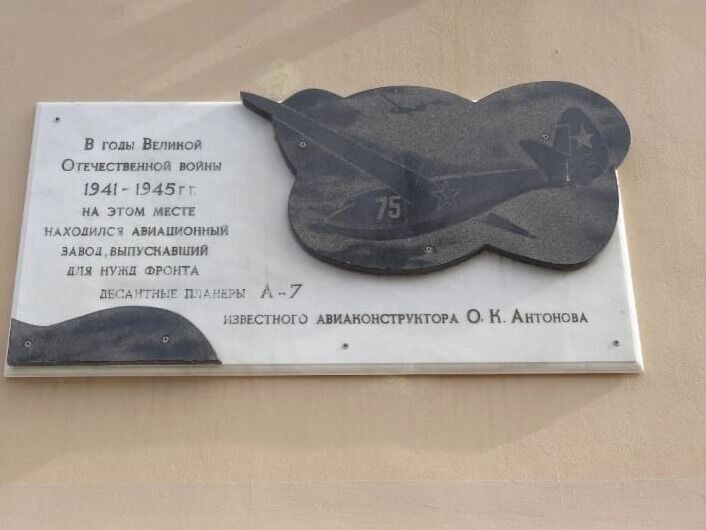 В годы Великой
Отечественной войны
1941-1945 г г.
на этом месте
находился авиационный
завод, выпускавший
для нужд фронта
десантные планеры А-7
известного авиаконструктора О. К. Антонова
75